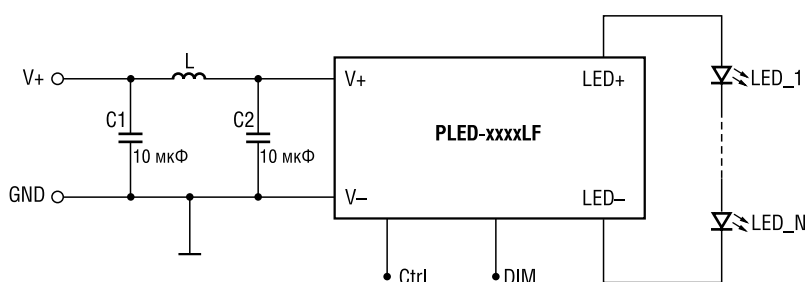 L
V+
V+
LED+
C1
C2
LED_1
10 мкФ
10 мкФ
PLED-xxxxLF
GND
V–
LED–
LED_N
Ctrl
DIM